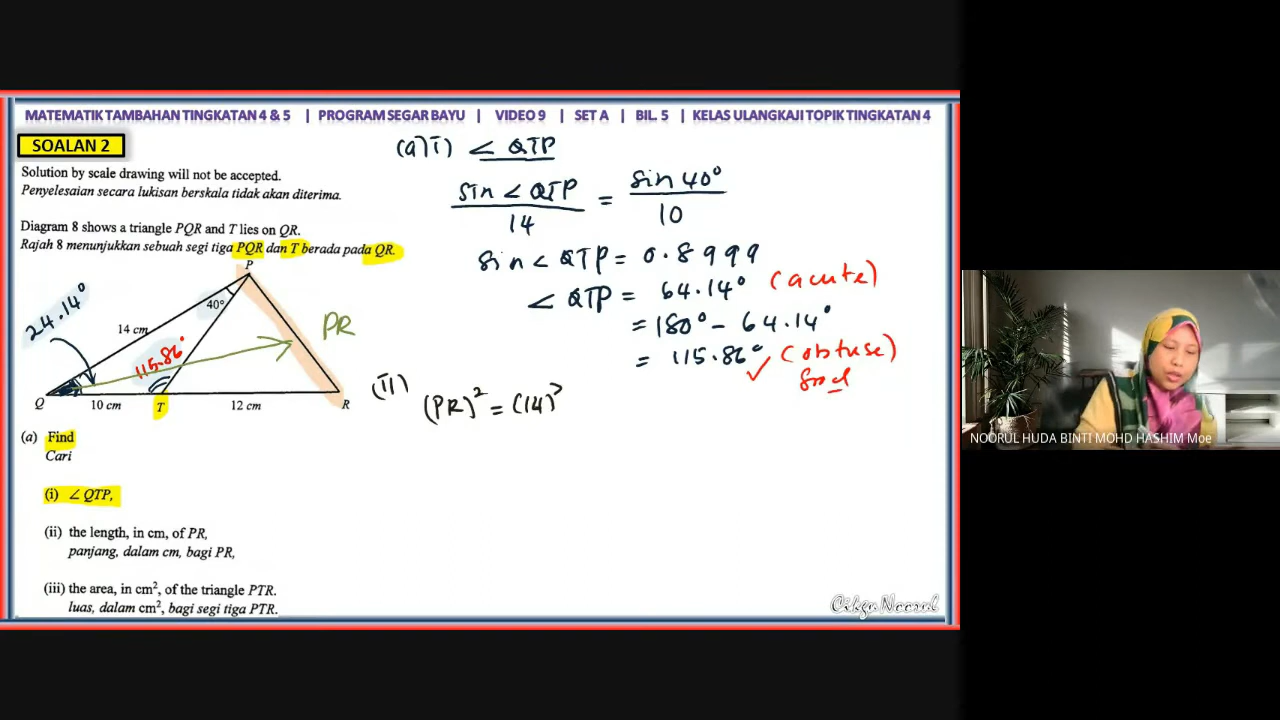 MATEMATIK TAMBAHAN TINGKATAN 4 & 5 | PROGRAM SEGAR BAYU | VIDEO 9 | SET A | BIL. 5 | KELAS ULANGKAJI TOPIK TINGKATAN 4
SOALAN 2
Solution by scale drawing will not be accepted.
Penyelesaian secara lukisan berskala tidak akan diterima.
Diagram 8 shows a triangle PQR and T lies on QR.
Rajah 8 menunjukkan sebuah segi tiga PQR dan T berada pada QR.
P
40°
24.14°
14 cm
115.86°
PR
Q
10 cm
T
12 cm
R
(a) Find
Cari
(i) ∠ QTP,
(ii) the length, in cm, of PR,
panjang, dalam cm, bagi PR,
(iii) the area, in cm², of the triangle PTR.
luas, dalam cm², bagi segi tiga PTR.
(a)(i) ∠ QTP
sin ∠ QTP / 14 = sin 40° / 10
sin ∠ QTP = 0.8999
∠ QTP = 64.14° (acute)
= 180° - 64.14°
= 115.86° ✓ (obtuse)
(ii) (PR)² = (14)²
Cikgu Noorul
NOORUL HUDA BINTI MOHD HASHIM Moe